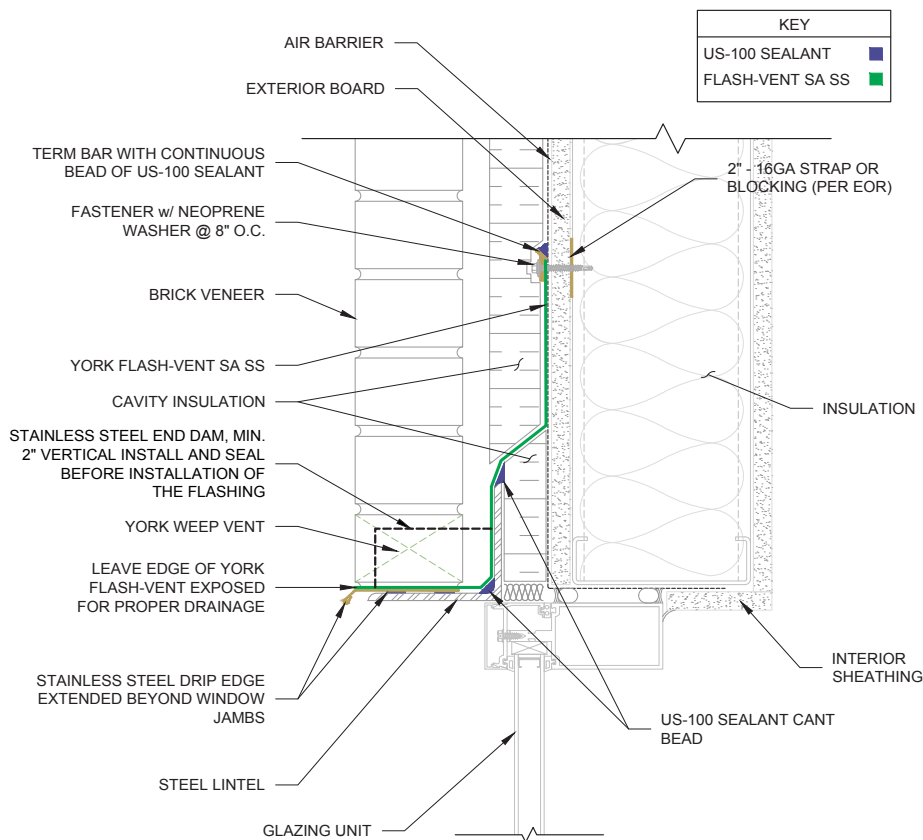 KEY
US-100 SEALANT
FLASH-VENT SA SS
AIR BARRIER
EXTERIOR BOARD
TERM BAR WITH CONTINUOUS
BEAD OF US-100 SEALANT
FASTENER w/ NEOPRENE
WASHER @ 8" O.C.
BRICK VENEER
YORK FLASH-VENT SA SS
CAVITY INSULATION
STAINLESS STEEL END DAM, MIN.
2" VERTICAL INSTALL AND SEAL
BEFORE INSTALLATION OF
THE FLASHING
YORK WEEP VENT
LEAVE EDGE OF YORK
FLASH-VENT EXPOSED
FOR PROPER DRAINAGE
STAINLESS STEEL DRIP EDGE
EXTENDED BEYOND WINDOW
JAMBS
STEEL LINTEL
GLAZING UNIT
2" - 16GA STRAP OR
BLOCKING (PER EOR)
INSULATION
INTERIOR
SHEATHING
US-100 SEALANT CANT
BEAD